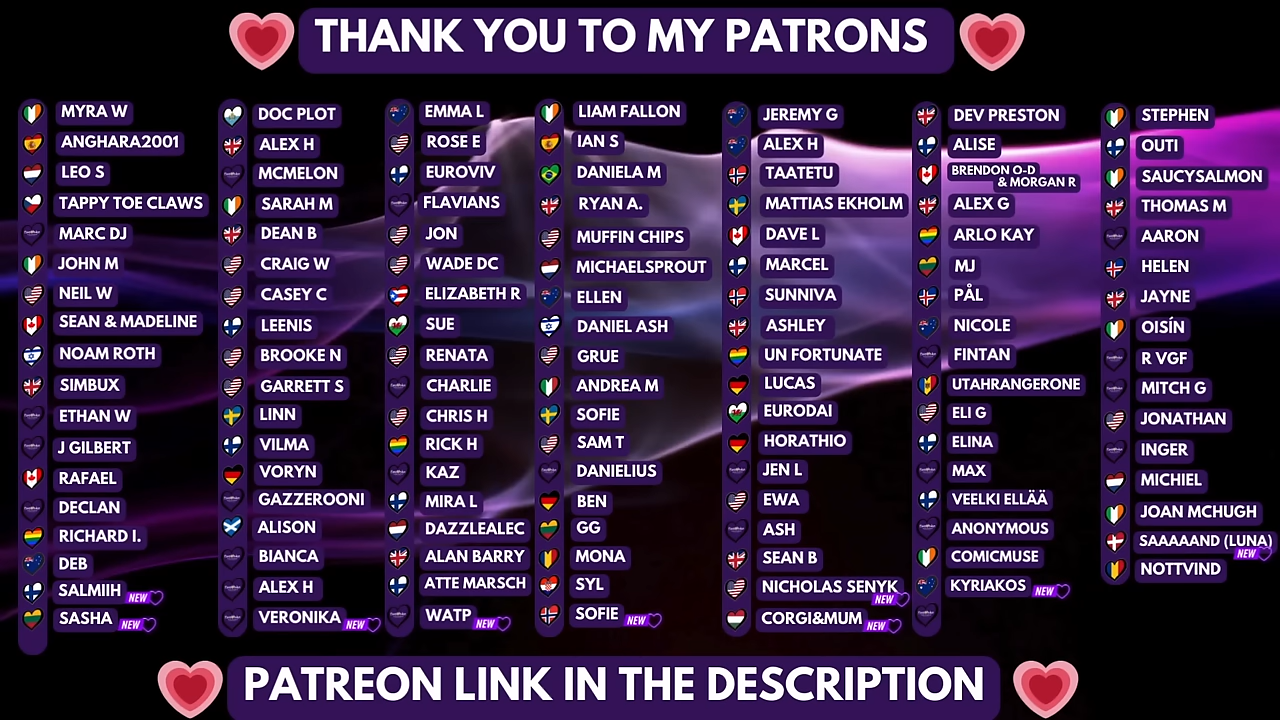 THANK YOU TO MY PATRONS
MYRA W
ANGHARA2001
LEO S
TAPPY TOE CLAWS
MARC DJ
JOHN M
NEIL W
SEAN & MADELINE
NOAM ROTH
SIMBUX
ETHAN W
J GILBERT
RAFAEL
DECLAN
RICHARD I.
DEB
SALMIIH
NEW
SASHA
NEW
DOC PLOT
ALEX H
MCMELON
SARAH M
DEAN B
CRAIG W
CASEY C
LEENIS
BROOKE N
GARRETT S
LINN
VILMA
VORYN
GAZZEROONI
ALISON
BIANCA
ALEX H
VERONIKA
NEW
EMMA L
ROSE E
EUROVIV
FLAVIANS
JON
WADE DC
ELIZABETH R
SUE
RENATA
CHARLIE
CHRIS H
RICK H
KAZ
MIRA L
DAZZLEALEC
ALAN BARRY
ATTE MARSCH
WATP
NEW
LIAM FALLON
IAN S
DANIELA M
RYAN A.
MUFFIN CHIPS
MICHAELSPROUT
ELLEN
DANIEL ASH
GRUE
ANDREA M
SOFIE
SAM T
DANIELIUS
BEN
GG
MONA
SYL
SOFIE
NEW
JEREMY G
ALEX H
TAATETU
MATTIAS EKHOLM
DAVE L
MARCEL
SUNNIVA
ASHLEY
UN FORTUNATE
LUCAS
EURODAI
HORATHIO
JEN L
EWA
ASH
SEAN B
NICHOLAS SENYK
NEW
CORGI&MUM
NEW
DEV PRESTON
ALISE
BRENDON O-D
& MORGAN R
ALEX G
ARLO KAY
MJ
PÅL
NICOLE
FINTAN
UTAHRANGERONE
ELI G
ELINA
MAX
VEELKI ELLÄÄ
ANONYMOUS
COMICMUSE
KYRIAKOS
NEW
STEPHEN
OUTI
SAUCYSALMON
THOMAS M
AARON
HELEN
JAYNE
OISÍN
R VGF
MITCH G
JONATHAN
INGER
MICHIEL
JOAN MCHUGH
SAAAAAND (LUNA)
NEW
NOTTVIND
PATREON LINK IN THE DESCRIPTION